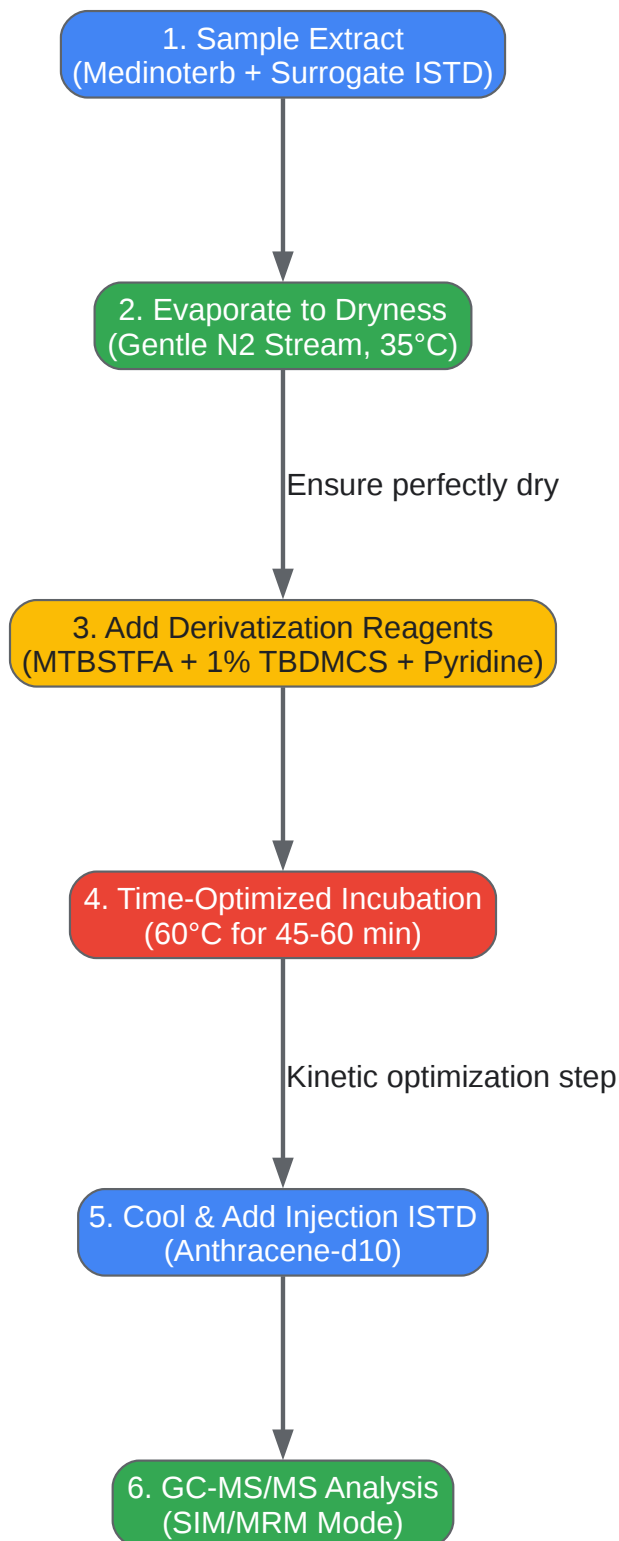 1. Sample Extract
(Medinoterb + Surrogate ISTD)
2. Evaporate to Dryness
(Gentle N2 Stream, 35°C)
Ensure perfectly dry
3. Add Derivatization Reagents
(MTBSTFA + 1% TBDMCS + Pyridine)
4. Time-Optimized Incubation
(60°C for 45-60 min)
Kinetic optimization step
5. Cool & Add Injection ISTD
(Anthracene-d10)
6. GC-MS/MS Analysis
(SIM/MRM Mode)